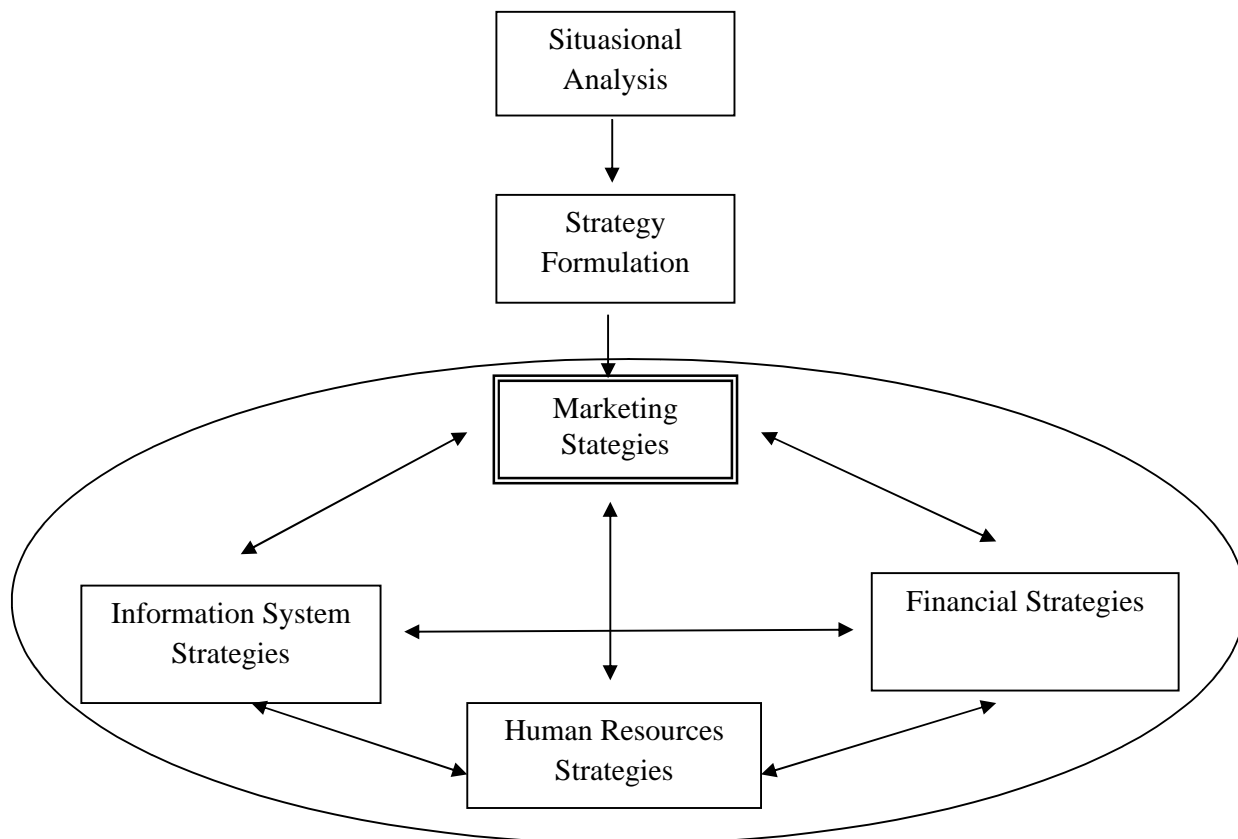 Situasional
Analysis
Strategy
Formulation
Marketing
Stategies
Information System
Strategies
Financial Strategies
Human Resources
Strategies